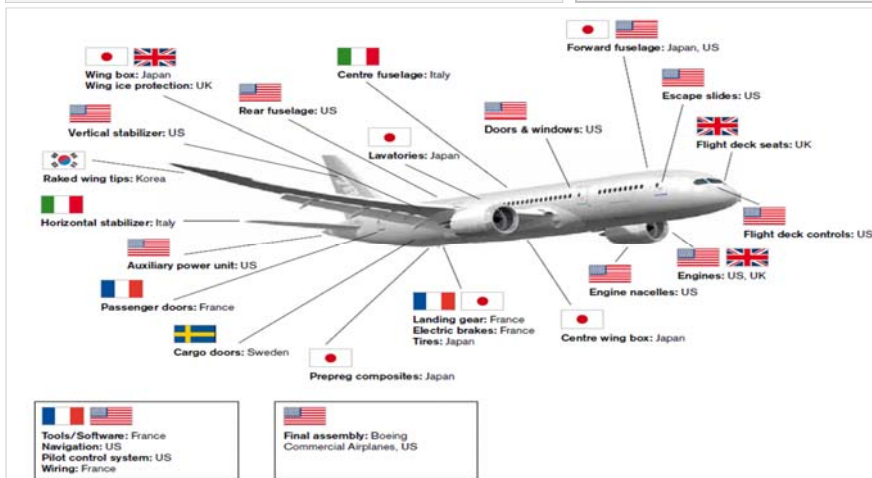 Forward fuselage: Japan, US
Wing box: Japan
Wing ice protection: UK
Centre fuselage: Italy
Rear fuselage: US
Escape slides: US
Vertical stabilizer: US
Doors & windows: US
Lavatories: Japan
Flight deck seats: UK
Raked wing tips: Korea
Horizontal stabilizer: Italy
Flight deck controls: US
Auxiliary power unit: US
Engines: US, UK
Engine nacelles: US
Passenger doors: France
Landing gear: France
Electric brakes: France
Tires: Japan
Centre wing box: Japan
Cargo doors: Sweden
Prepreg composites: Japan
Tools/Software: France
Navigation: US
Pilot control system: US
Wiring: France
Final assembly: Boeing
Commercial Airplanes, US